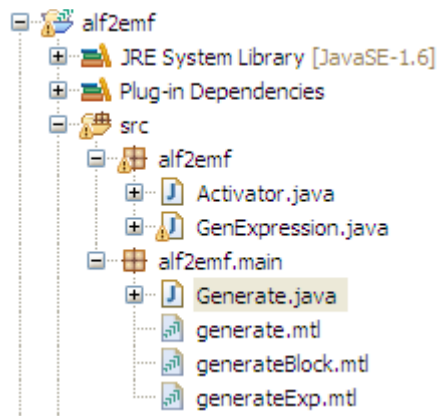 alf2emf
JRE System Library [JavaSE-1.6]
Plug-in Dependencies
src
alf2emf
Activator.java
GenExpression.java
alf2emf.main
Generate.java
generate.mtl
generateBlock.mtl
generateExp.mtl